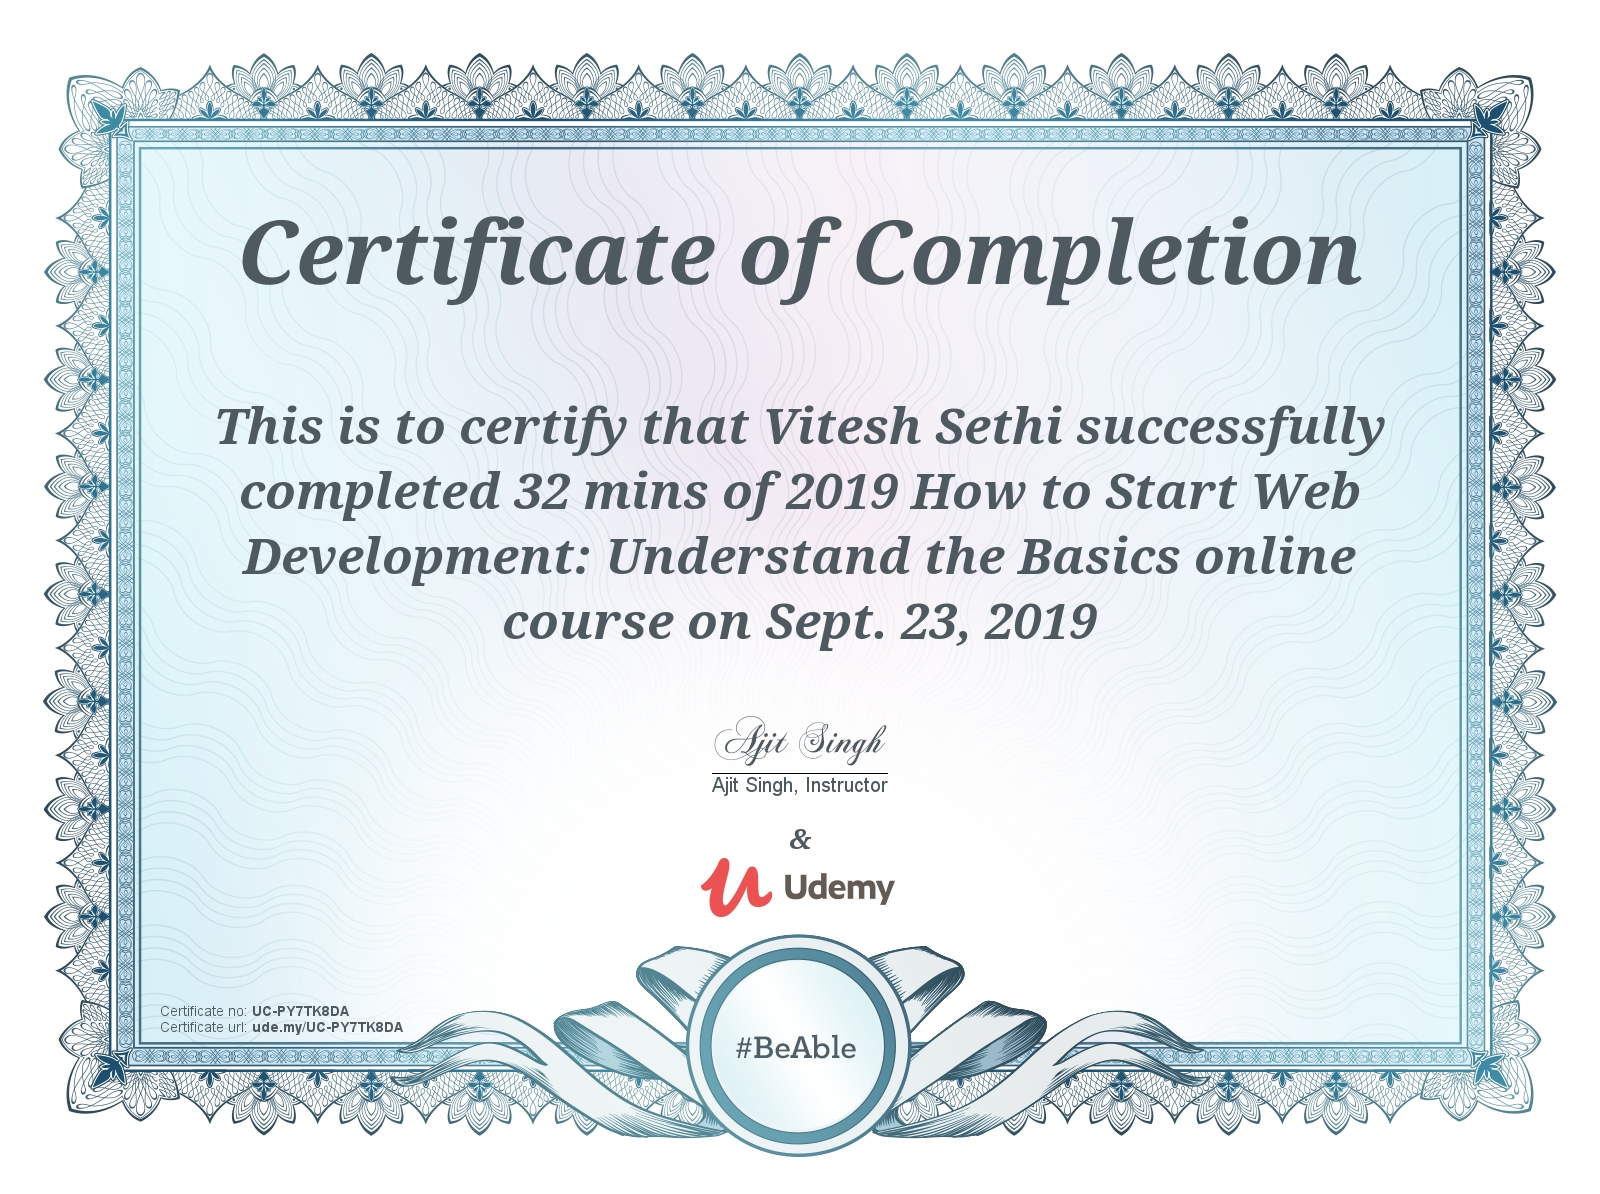 Certificate of Completion
This is to certify that Vitesh Sethi successfully
completed 32 mins of 2019 How to Start Web
Development: Understand the Basics online
course on Sept. 23, 2019
Ajit Singh
Ajit Singh, Instructor
&
Udemy
Certificate no: UC-PY7TK8DA
Certificate url: ude.my/UC-PY7TK8DA
#BeAble